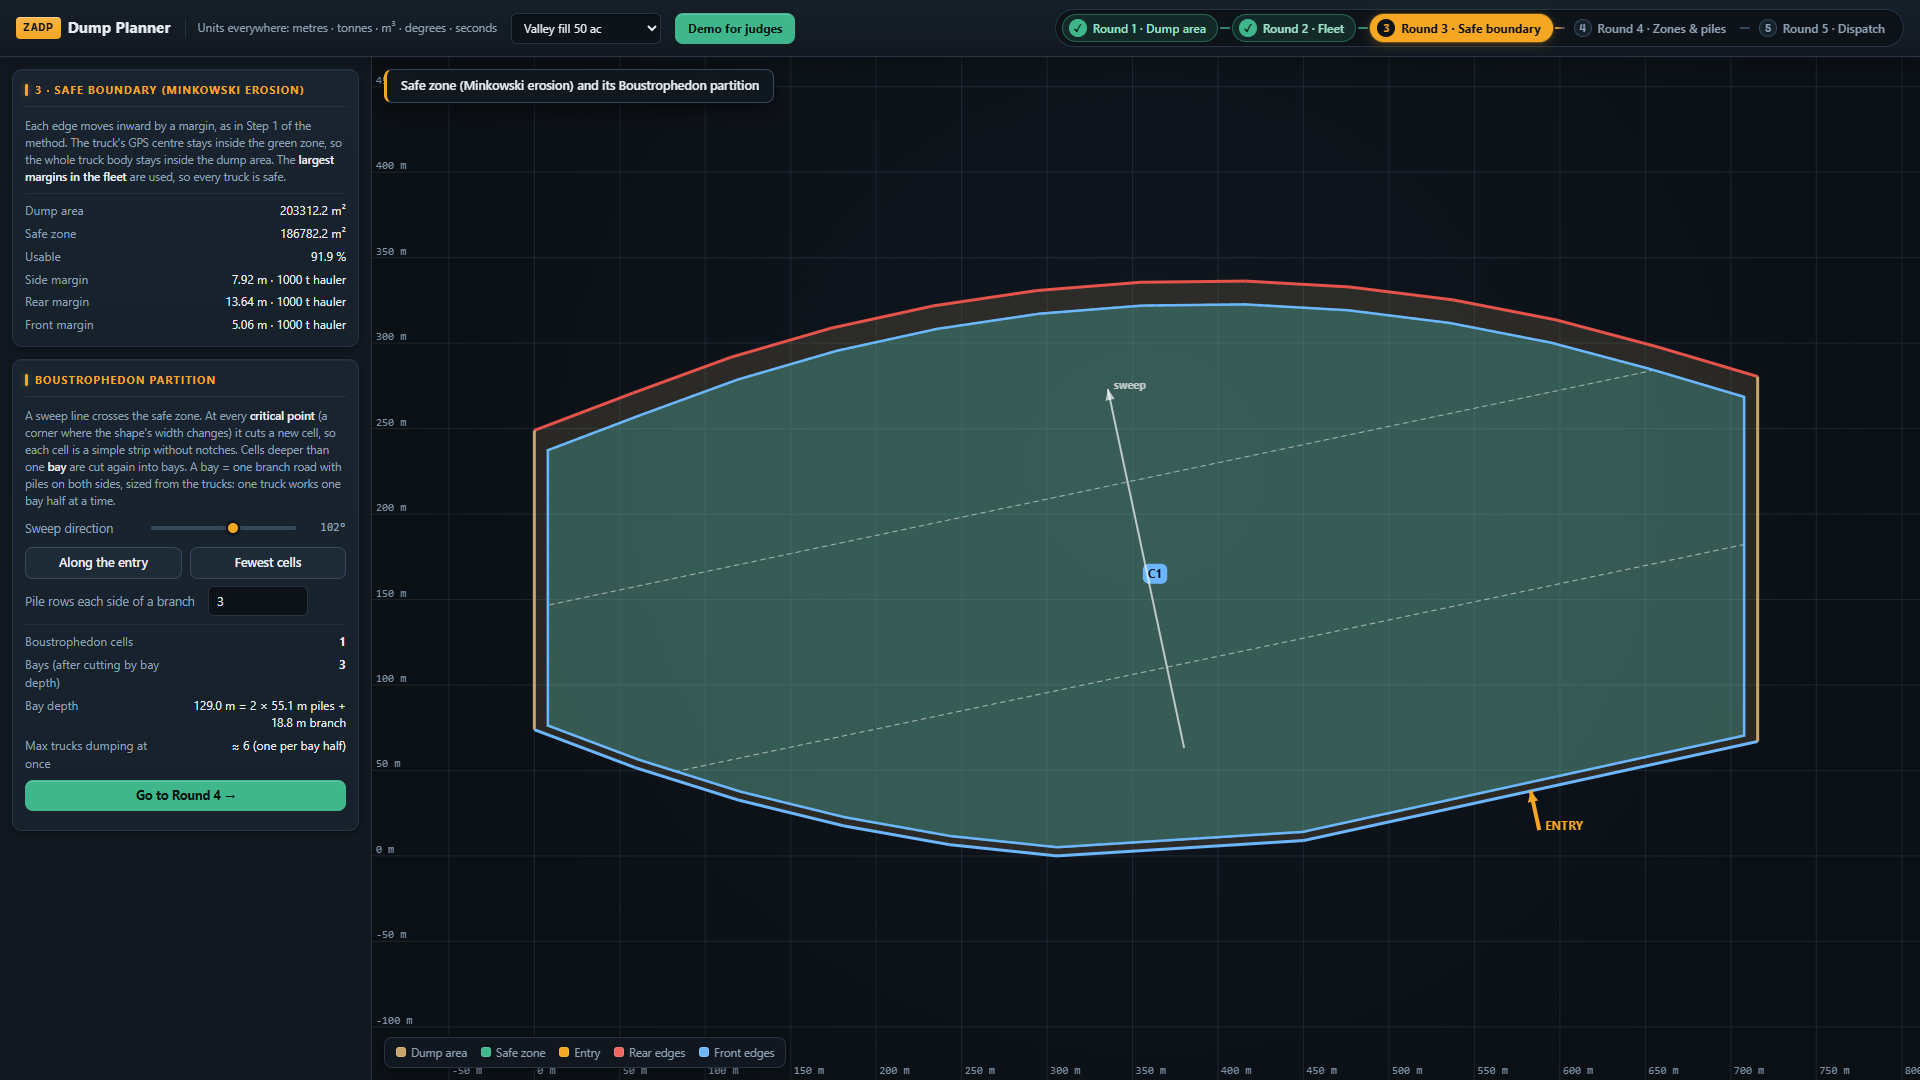 ZADP Dump Planner
Units everywhere: metres · tonnes · m³ · degrees · seconds
Valley fill 50 ac
Demo for judges
✓ Round 1 · Dump area
✓ Round 2 · Fleet
3 Round 3 · Safe boundary
4 Round 4 · Zones & piles
5 Round 5 · Dispatch
3 · SAFE BOUNDARY (MINKOWSKI EROSION)
Each edge moves inward by a margin, as in Step 1 of the
method. The truck's GPS centre stays inside the green zone, so
the whole truck body stays inside the dump area. The largest
margins in the fleet are used, so every truck is safe.
Dump area 203312.2 m²
Safe zone 186782.2 m²
Usable 91.9 %
Side margin 7.92 m · 1000 t hauler
Rear margin 13.64 m · 1000 t hauler
Front margin 5.06 m · 1000 t hauler
BOUSTROPHEDON PARTITION
A sweep line crosses the safe zone. At every critical point (a
corner where the shape's width changes) it cuts a new cell, so
each cell is a simple strip without notches. Cells deeper than
one bay are cut again into bays. A bay = one branch road with
piles on both sides, sized from the trucks: one truck works one
bay half at a time.
Sweep direction 102°
Along the entry
Fewest cells
Pile rows each side of a branch 3
Boustrophedon cells 1
Bays (after cutting by bay 3
depth)
Bay depth 129.0 m = 2 × 55.1 m piles +
18.8 m branch
Max trucks dumping at ≈ 6 (one per bay half)
once
Go to Round 4 →
Safe zone (Minkowski erosion) and its Boustrophedon partition
400 m
350 m
300 m
250 m
200 m
150 m
100 m
50 m
0 m
-50 m
-100 m
sweep
C1
ENTRY
Dump area
Safe zone
Entry
Rear edges
Front edges
-50 m
0 m
50 m
100 m
150 m
200 m
250 m
300 m
350 m
400 m
450 m
500 m
550 m
600 m
650 m
700 m
750 m